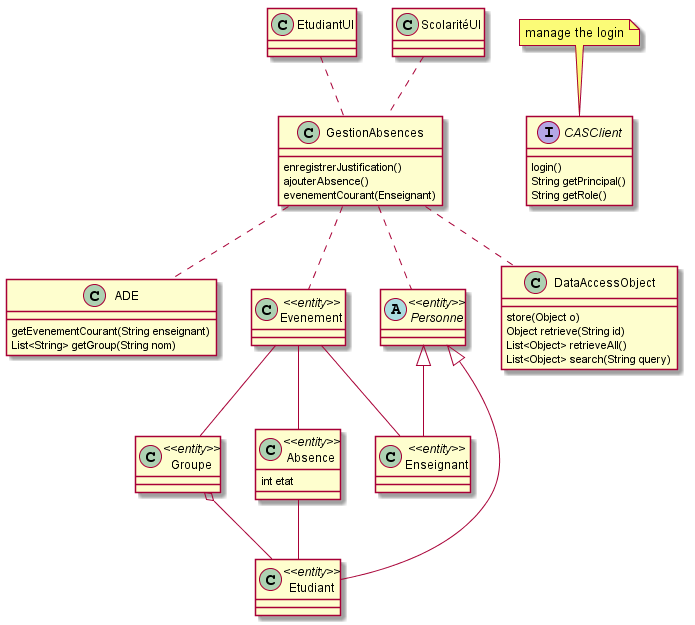 C EtudiantUI
C ScolaritéUI
manage the login
C GestionAbsences
enregistrerJustification()
ajouterAbsence()
evenementCourant(Enseignant)
I CASClient
login()
String getPrincipal()
String getRole()
C ADE
getEvenementCourant(String enseignant)
List<String> getGroup(String nom)
<<entity>>
C Evenement
<<entity>>
A Personne
C DataAccessObject
store(Object o)
Object retrieve(String id)
List<Object> retrieveAll()
List<Object> search(String query)
<<entity>>
C Groupe
<<entity>>
C Absence
int etat
<<entity>>
C Enseignant
<<entity>>
C Etudiant